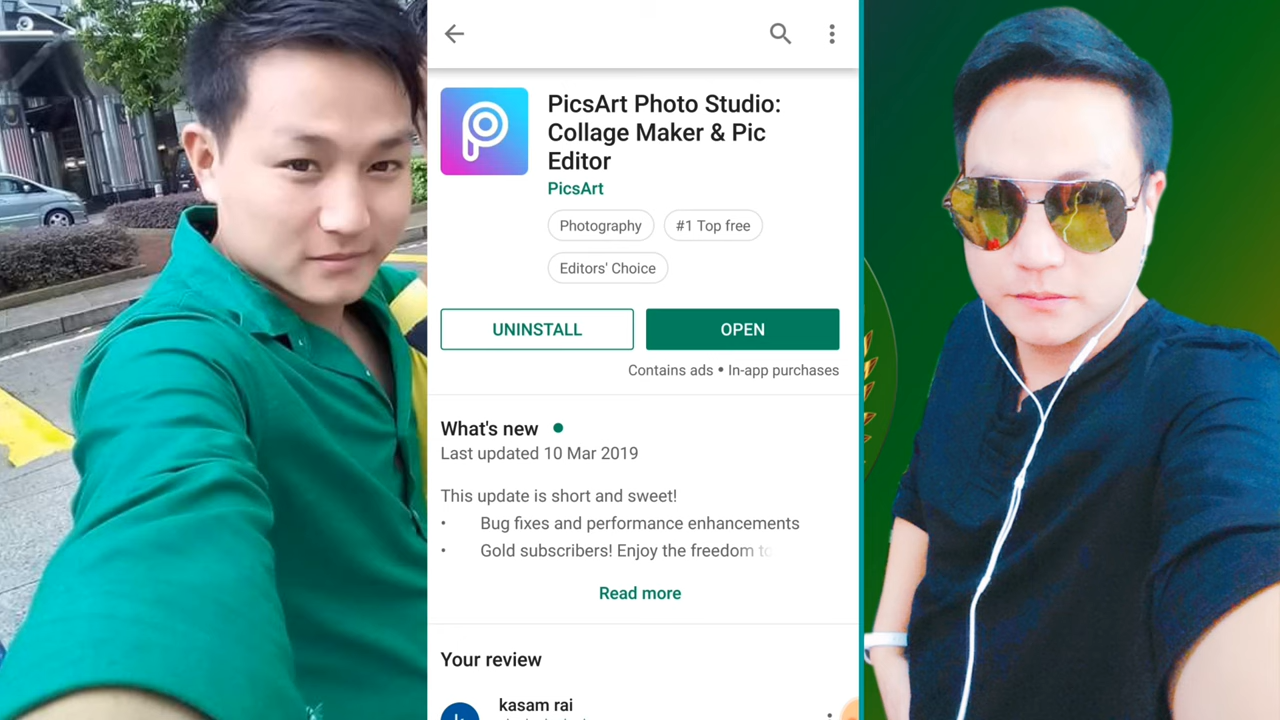 PicsArt Photo Studio:
Collage Maker & Pic
Editor
PicsArt
Photography
#1 Top free
Editors' Choice
UNINSTALL
OPEN
Contains ads • In-app purchases
What's new
Last updated 10 Mar 2019
This update is short and sweet!
• Bug fixes and performance enhancements
• Gold subscribers! Enjoy the freedom to
Read more
Your review
kasam rai